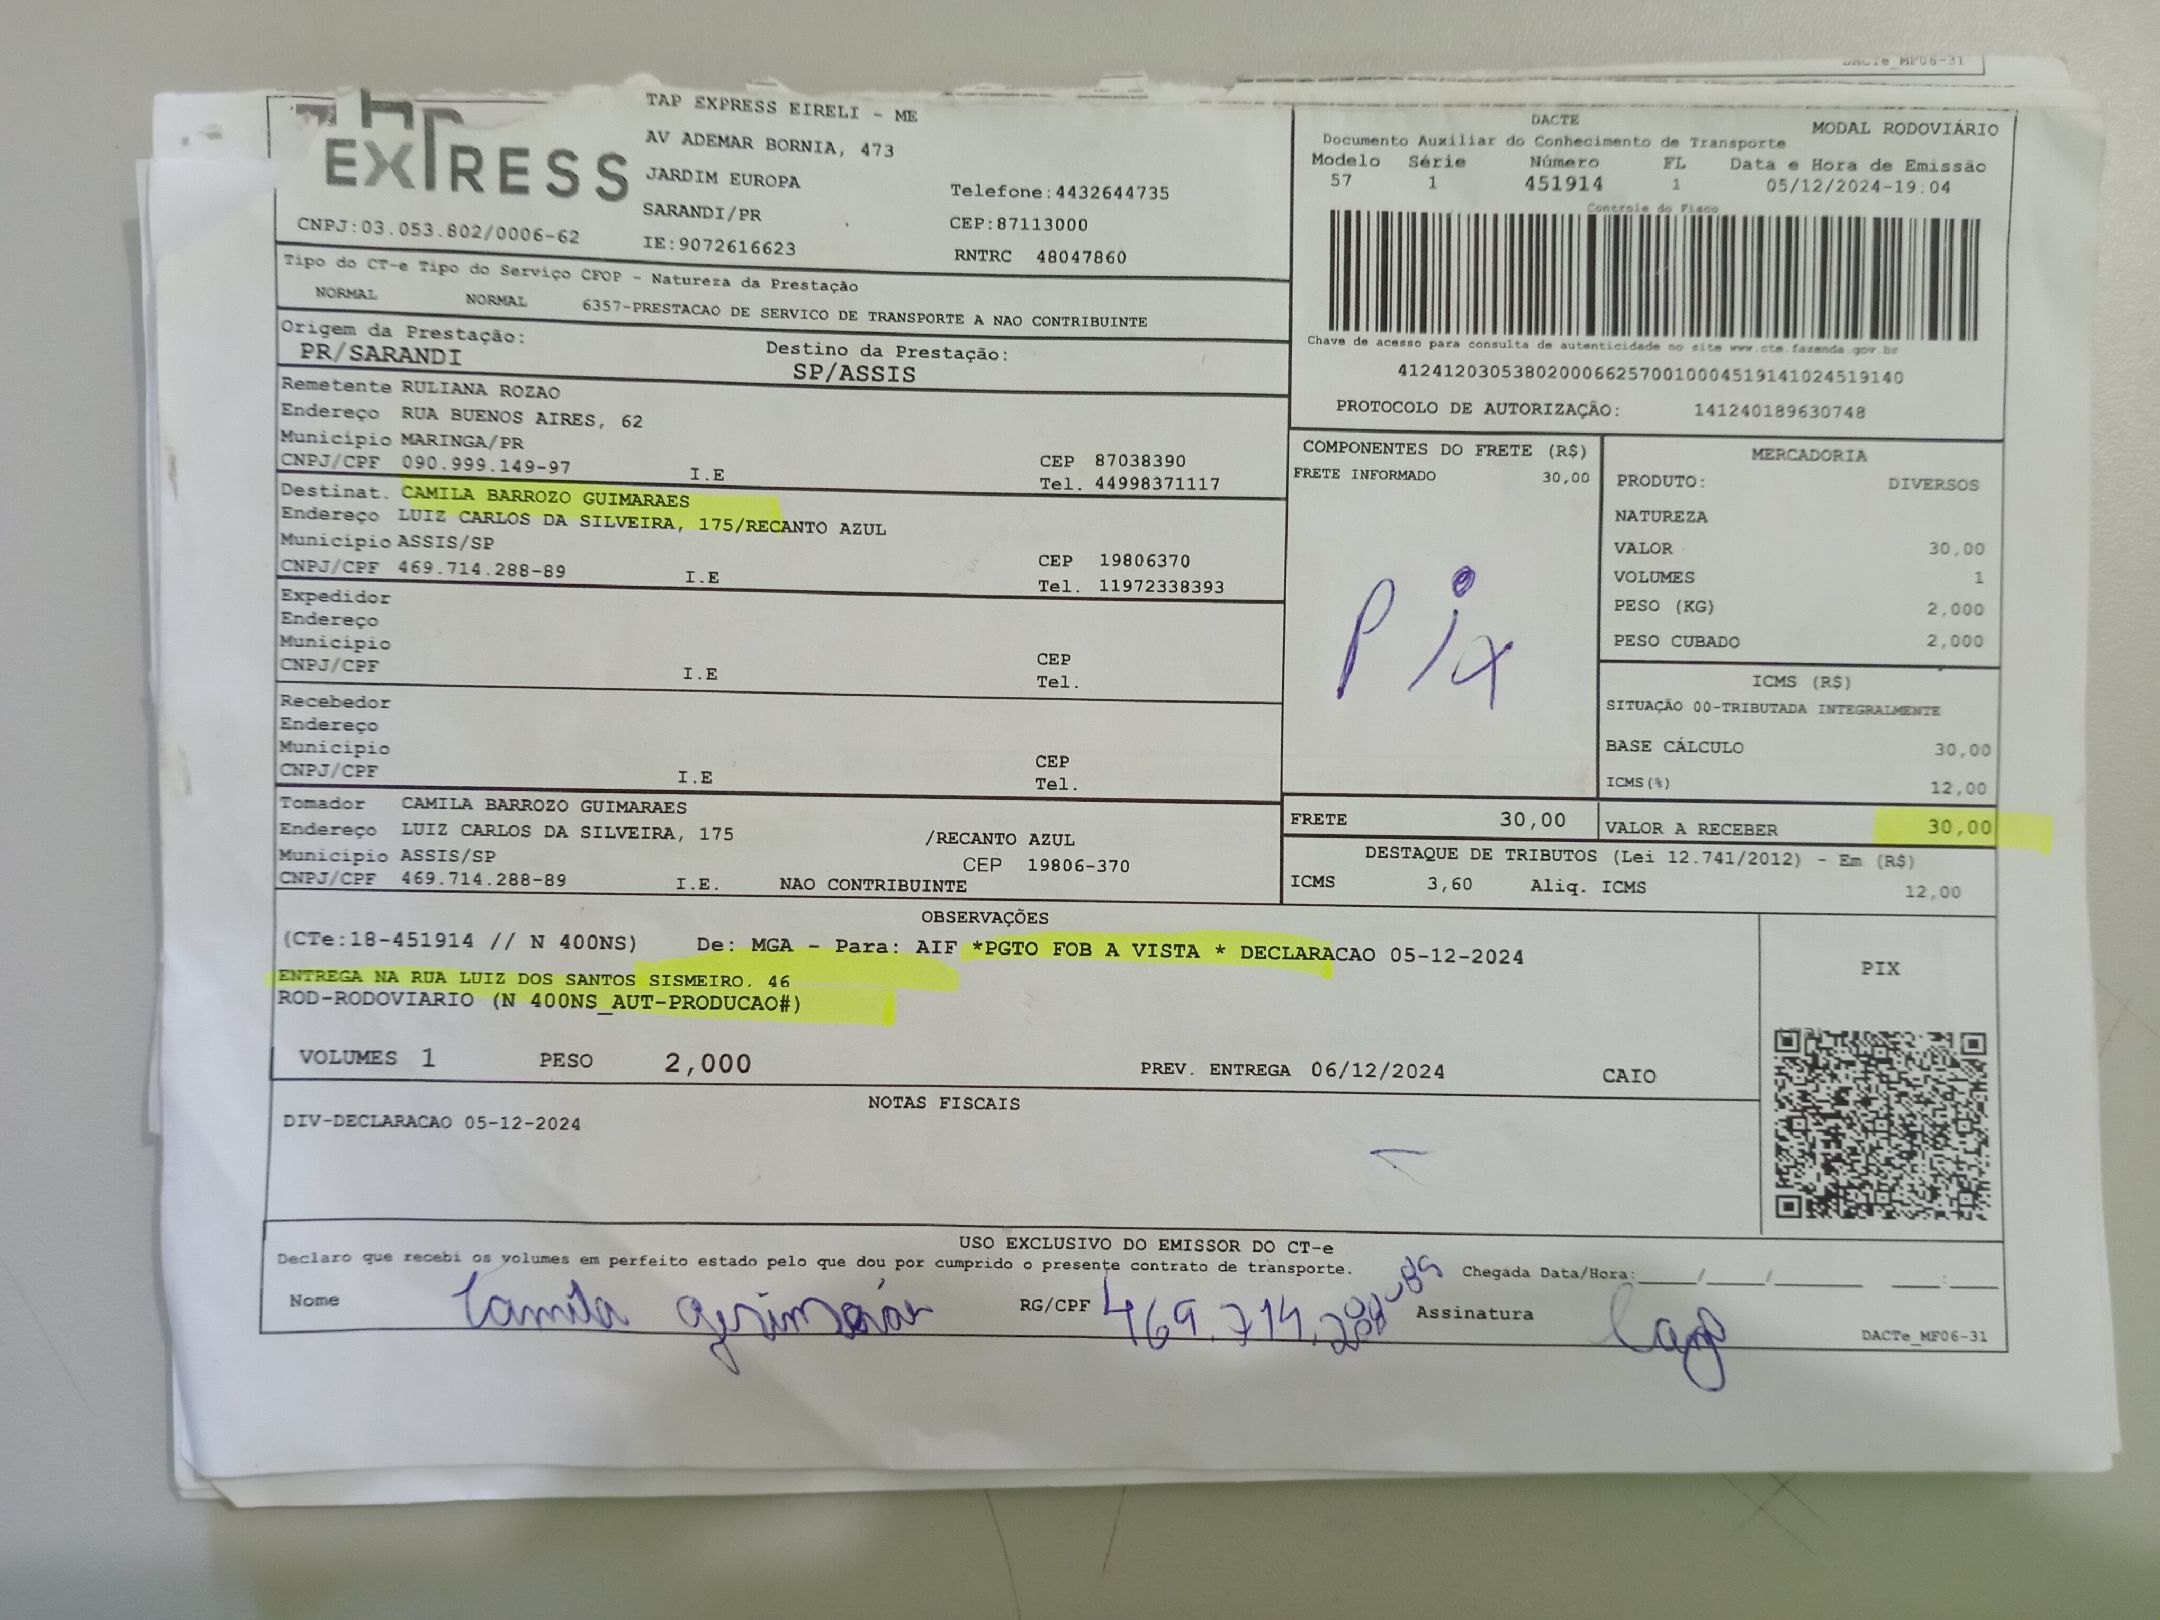 DACTe_MF06-31
EXPRESS
CNPJ:03.053.802/0006-62
TAP EXPRESS EIRELI - ME
AV ADEMAR BORNIA, 473
JARDIM EUROPA
SARANDI/PR
IE:9072616623
Telefone:4432644735
CEP:87113000
RNTRC 48047860
DACTE
MODAL RODOVIÁRIO
Documento Auxiliar do Conhecimento de Transporte
Modelo Série Número FL Data e Hora de Emissão
57 1 451914 1 05/12/2024-19:04
Controle do Fisco
Chave de acesso para consulta de autenticidade no site www.cte.fazenda.gov.br
41241203053802000662570010004519141024519140
PROTOCOLO DE AUTORIZAÇÃO: 141240189630748
Tipo do CT-e Tipo do Serviço CFOP - Natureza da Prestação
NORMAL NORMAL 6357-PRESTACAO DE SERVICO DE TRANSPORTE A NAO CONTRIBUINTE
Origem da Prestação: Destino da Prestação:
PR/SARANDI SP/ASSIS
Remetente RULIANA ROZAO
Endereço RUA BUENOS AIRES, 62
Município MARINGA/PR CEP 87038390
CNPJ/CPF 090.999.149-97 I.E Tel. 44998371117
Destinat. CAMILA BARROZO GUIMARAES
Endereço LUIZ CARLOS DA SILVEIRA, 175/RECANTO AZUL
Município ASSIS/SP CEP 19806370
CNPJ/CPF 469.714.288-89 I.E Tel. 11972338393
Expedidor
Endereço
Município CEP
CNPJ/CPF I.E Tel.
Recebedor
Endereço
Município CEP
CNPJ/CPF I.E Tel.
Tomador CAMILA BARROZO GUIMARAES
Endereço LUIZ CARLOS DA SILVEIRA, 175 /RECANTO AZUL
Município ASSIS/SP CEP 19806-370
CNPJ/CPF 469.714.288-89 I.E. NAO CONTRIBUINTE
COMPONENTES DO FRETE (R$)
FRETE INFORMADO 30,00
Pix
MERCADORIA
PRODUTO: DIVERSOS
NATUREZA
VALOR 30,00
VOLUMES 1
PESO (KG) 2,000
PESO CUBADO 2,000
ICMS (R$)
SITUAÇÃO 00-TRIBUTADA INTEGRALMENTE
BASE CÁLCULO 30,00
ICMS(%) 12,00
FRETE 30,00 VALOR A RECEBER 30,00
DESTAQUE DE TRIBUTOS (Lei 12.741/2012) - Em (R$)
ICMS 3,60 Aliq. ICMS 12,00
OBSERVAÇÕES
(CTe:18-451914 // N 400NS) De: MGA - Para: AIF *PGTO FOB A VISTA * DECLARACAO 05-12-2024
ENTREGA NA RUA LUIZ DOS SANTOS SISMEIRO. 46
ROD-RODOVIARIO (N 400NS_AUT-PRODUCAO#)
VOLUMES 1 PESO 2,000 PREV. ENTREGA 06/12/2024 CAIO
PIX
NOTAS FISCAIS
DIV-DECLARACAO 05-12-2024
USO EXCLUSIVO DO EMISSOR DO CT-e
Declaro que recebi os volumes em perfeito estado pelo que dou por cumprido o presente contrato de transporte. Chegada Data/Hora:____/____/______ ___:___
Nome Camila RG/CPF 469.714.288-89 Assinatura
DACTe_MF06-31